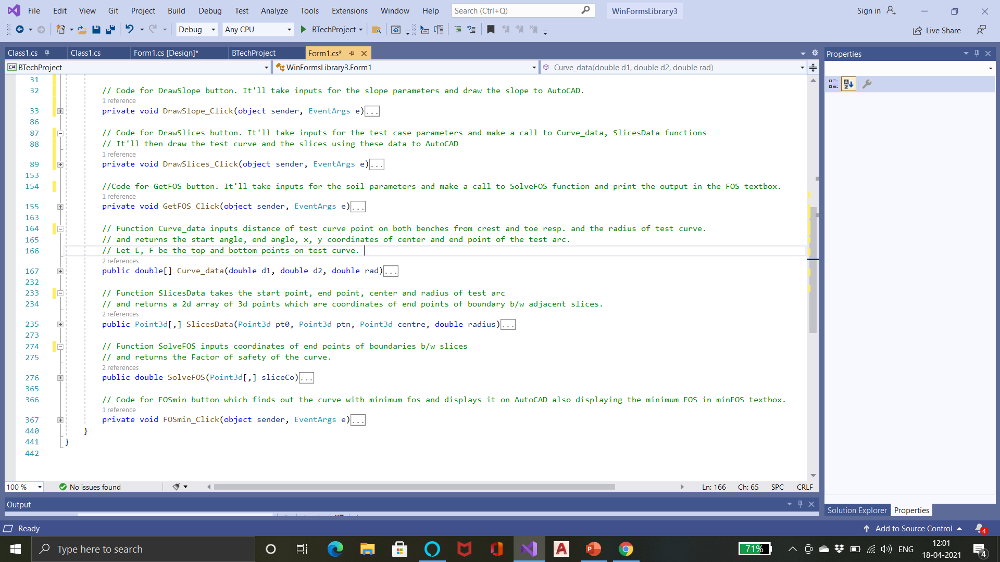 File Edit View Git Project Build Debug Test Analyze Tools Extensions Window Help Search (Ctrl+Q) WinFormsLibrary3 Sign in
Debug Any CPU BTechProject Live Share
Class1.cs Class1.cs Form1.cs [Design]* BTechProject Form1.cs* Properties
C# BTechProject WinFormsLibrary3.Form1 Curve_data(double d1, double d2, double rad)
31
32 // Code for DrawSlope button. It'll take inputs for the slope parameters and draw the slope to AutoCAD.
1 reference
33 private void DrawSlope_Click(object sender, EventArgs e)...
86
87 // Code for DrawSlices button. It'll take inputs for the test case parameters and make a call to Curve_data, SlicesData functions
88 // It'll then draw the test curve and the slices using these data to AutoCAD
1 reference
89 private void DrawSlices_Click(object sender, EventArgs e)...
153
154 //Code for GetFOS button. It'll take inputs for the soil parameters and make a call to SolveFOS function and print the output in the FOS textbox.
1 reference
155 private void GetFOS_Click(object sender, EventArgs e)...
163
164 // Function Curve_data inputs distance of test curve point on both benches from crest and toe resp. and the radius of test curve.
165 // and returns the start angle, end angle, x, y coordinates of center and end point of the test arc.
166 // Let E, F be the top and bottom points on test curve.
2 references
167 public double[] Curve_data(double d1, double d2, double rad)...
232
233 // Function SlicesData takes the start point, end point, center and radius of test arc
234 // and returns a 2d array of 3d points which are coordinates of end points of boundary b/w adjacent slices.
2 references
235 public Point3d[,] SlicesData(Point3d pt0, Point3d ptn, Point3d centre, double radius)...
273
274 // Function SolveFOS inputs coordinates of end points of boundaries b/w slices
275 // and returns the Factor of safety of the curve.
2 references
276 public double SolveFOS(Point3d[,] sliceCo)...
365
366 // Code for FOSmin button which finds out the curve with minimum fos and displays it on AutoCAD also displaying the minimum FOS in minFOS textbox.
1 reference
367 private void FOSmin_Click(object sender, EventArgs e)...
440 }
441 }
442
100 % No issues found Ln: 166 Ch: 65 SPC CRLF
Output
Solution Explorer Properties
Ready Add to Source Control 4
Type here to search 71% ENG 12:01
18-04-2021 4